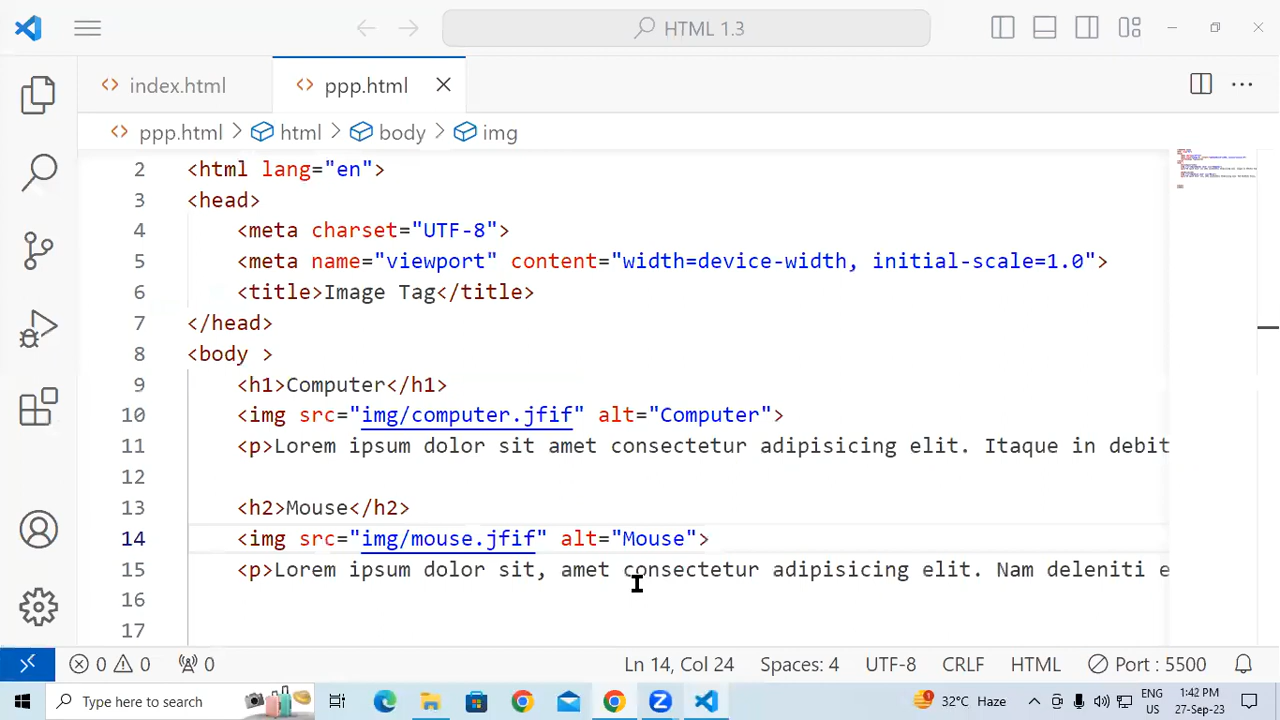 HTML 1.3
index.html
ppp.html
ppp.html > html > body > img
2 <html lang="en">
3 <head>
4 <meta charset="UTF-8">
5 <meta name="viewport" content="width=device-width, initial-scale=1.0">
6 <title>Image Tag</title>
7 </head>
8 <body >
9 <h1>Computer</h1>
10 <img src="img/computer.jfif" alt="Computer">
11 <p>Lorem ipsum dolor sit amet consectetur adipisicing elit. Itaque in debit
12
13 <h2>Mouse</h2>
14 <img src="img/mouse.jfif" alt="Mouse">
15 <p>Lorem ipsum dolor sit, amet consectetur adipisicing elit. Nam deleniti e
16
17
0 0 0 Ln 14, Col 24 Spaces: 4 UTF-8 CRLF HTML Port : 5500
Type here to search 32°C Haze ENG US 1:42 PM 27-Sep-23